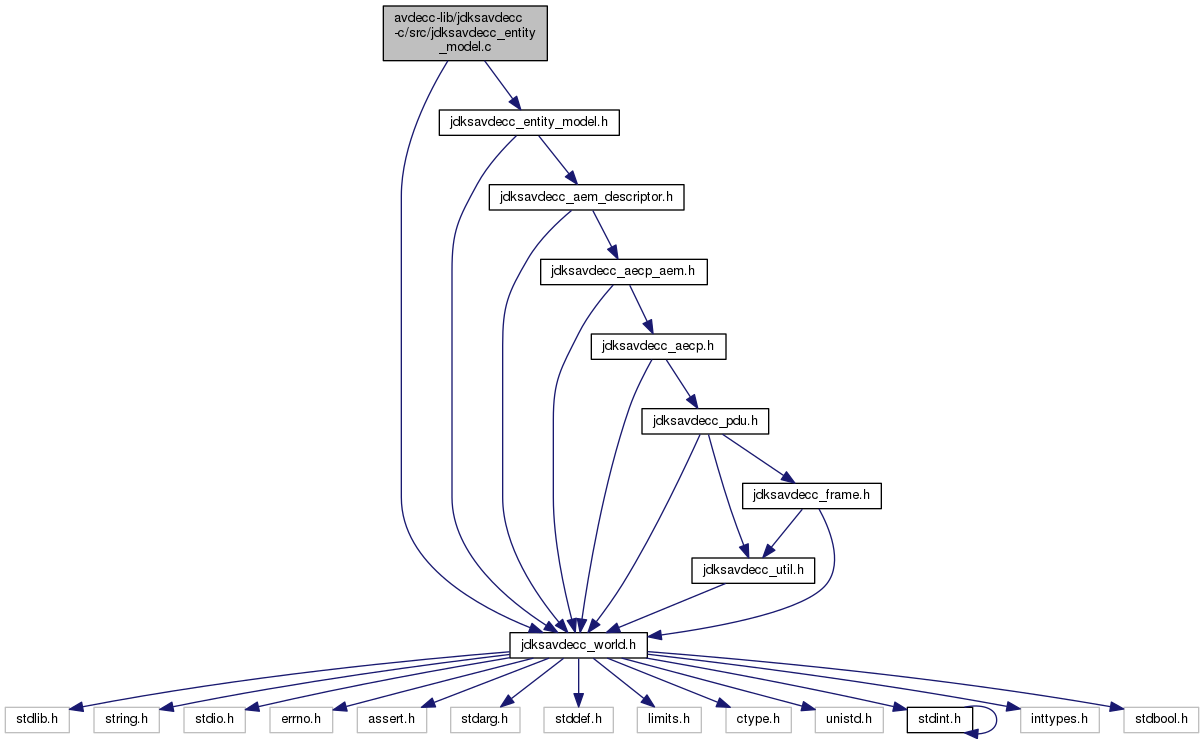 avdecc-lib/jdksavdecc
-c/src/jdksavdecc_entity
_model.c
jdksavdecc_entity_model.h
jdksavdecc_aem_descriptor.h
jdksavdecc_aecp_aem.h
jdksavdecc_aecp.h
jdksavdecc_pdu.h
jdksavdecc_frame.h
jdksavdecc_util.h
jdksavdecc_world.h
stdlib.h
string.h
stdio.h
errno.h
assert.h
stdarg.h
stddef.h
limits.h
ctype.h
unistd.h
stdint.h
inttypes.h
stdbool.h